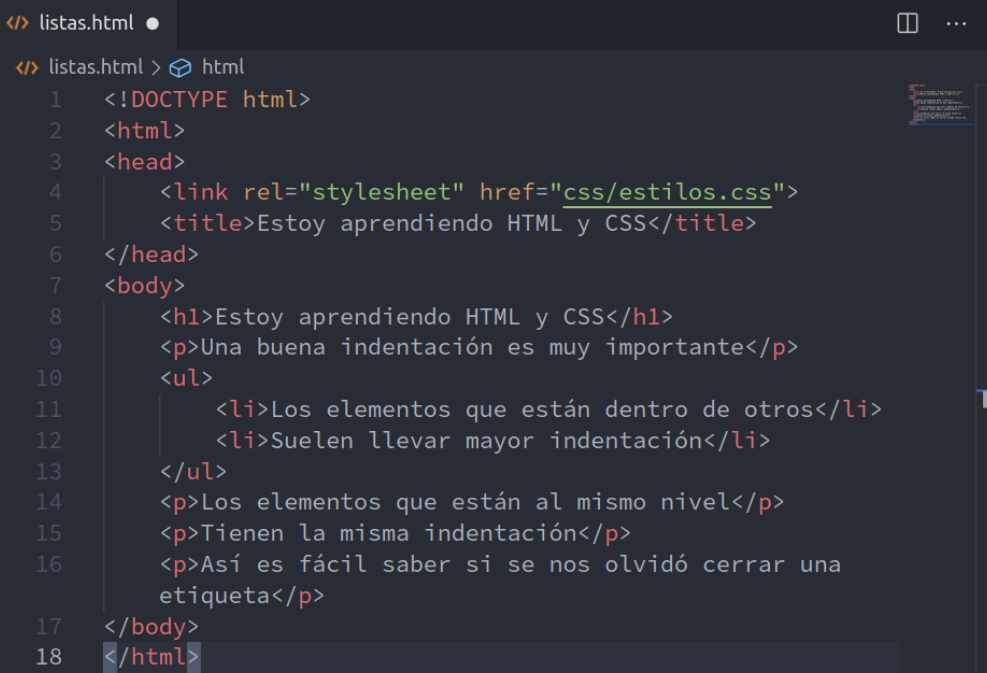 listas.html
listas.html > html
1 <!DOCTYPE html>
2 <html>
3 <head>
4     <link rel="stylesheet" href="css/estilos.css">
5     <title>Estoy aprendiendo HTML y CSS</title>
6 </head>
7 <body>
8     <h1>Estoy aprendiendo HTML y CSS</h1>
9     <p>Una buena indentación es muy importante</p>
10     <ul>
11         <li>Los elementos que están dentro de otros</li>
12         <li>Suelen llevar mayor indentación</li>
13     </ul>
14     <p>Los elementos que están al mismo nivel</p>
15     <p>Tienen la misma indentación</p>
16     <p>Así es fácil saber si se nos olvidó cerrar una
etiqueta</p>
17 </body>
18 </html>